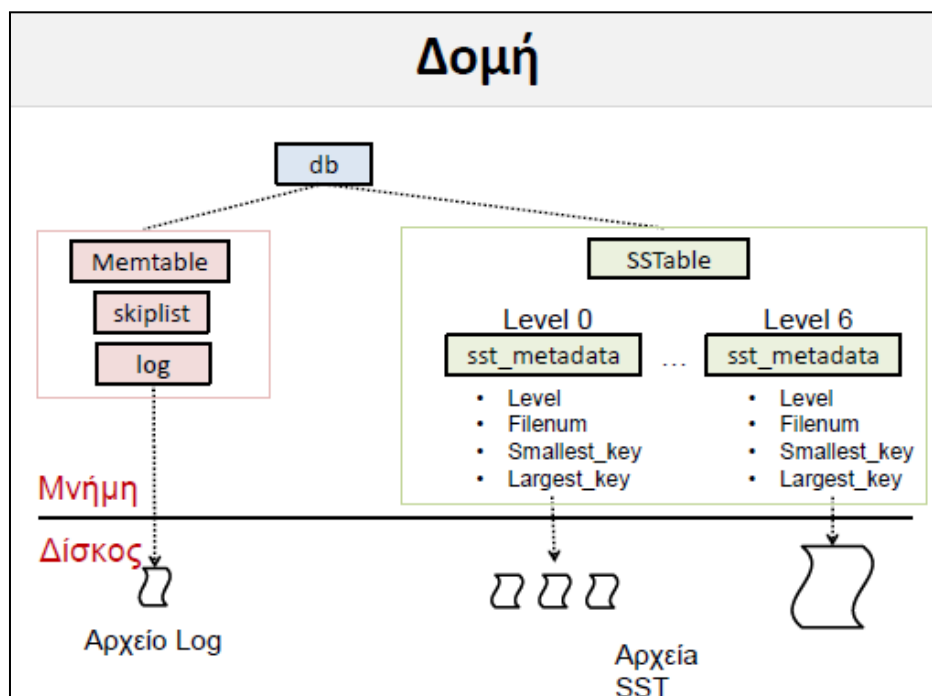 Δομή
db
Memtable
skiplist
log
SSTable
Level 0
sst_metadata
...
Level 6
sst_metadata
• Level
• Filenum
• Smallest_key
• Largest_key
• Level
• Filenum
• Smallest_key
• Largest_key
Μνήμη
Δίσκος
Αρχείο Log
Αρχεία
SST